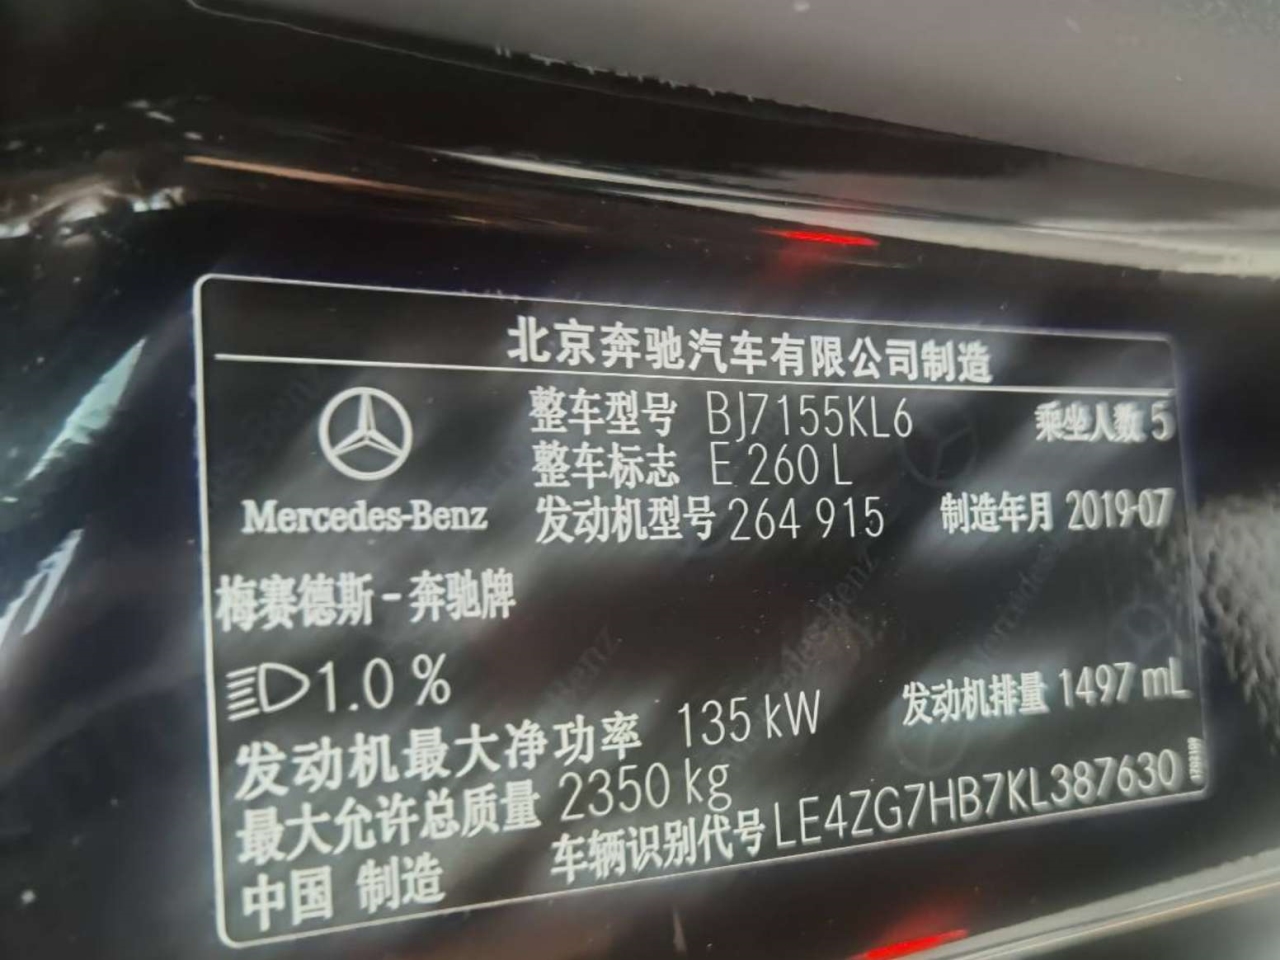 北京奔驰汽车有限公司制造
整车型号 BJ7155KL6 乘坐人数 5
整车标志 E 260 L
Mercedes-Benz
发动机型号 264 915 制造年月 2019-07
梅赛德斯-奔驰牌
1.0 %
发动机最大净功率 135 kW 发动机排量 1497 mL
最大允许总质量 2350 kg
中国 制造 车辆识别代号 LE4ZG7HB7KL387630